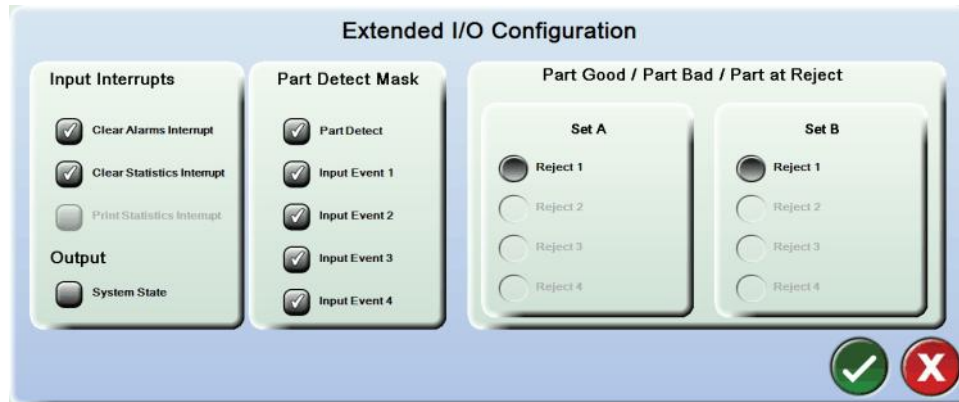 Extended I/O Configuration
Input Interrupts
Clear Alarms Interrupt
Clear Statistics Interrupt
Print Statistics Interrupt
Output
System State
Part Detect Mask
Part Detect
Input Event 1
Input Event 2
Input Event 3
Input Event 4
Part Good / Part Bad / Part at Reject
Set A
Reject 1
Reject 2
Reject 3
Reject 4
Set B
Reject 1
Reject 2
Reject 3
Reject 4
X